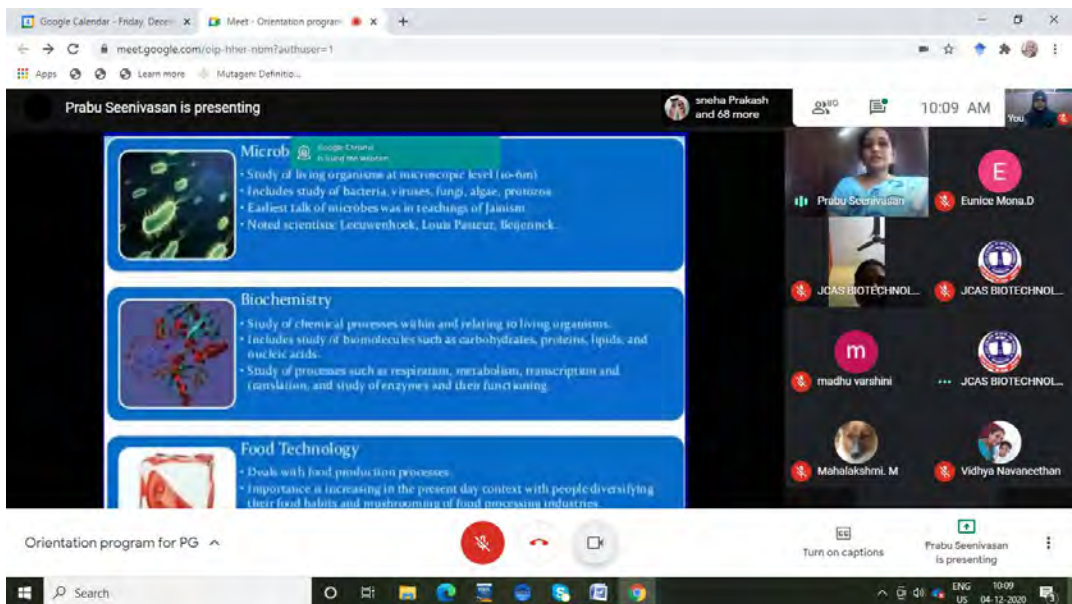 Google Calendar - Friday, Decem
Meet - Orientation program
meet.google.com/oip-hher-nbm?authuser=1
Apps
Learn more
Mutagen| Definitio...
Prabu Seenivasan is presenting
sneha Prakash
and 68 more
10:09 AM
You
Microb
Google Chrome
is using the webcam
• Study of living organisms at microscopic level (10-6m)
• Includes study of bacteria, viruses, fungi, algae, protozoa
• Earliest talk of microbes was in teachings of Jainism
• Noted scientists: Leeuwenhoek, Louis Pasteur, Beijerinck.
Biochemistry
• Study of chemical processes within and relating to living organisms.
• Includes study of biomolecules such as carbohydrates, proteins, lipids, and
nucleic acids.
• Study of processes such as respiration, metabolism, transcription and
translation, and study of enzymes and their functioning.
Food Technology
• Deals with food production processes.
• Importance is increasing in the present day context with people diversifying
their food habits and mushrooming of food processing industries.
Prabu Seenivasan
E
Eunice Mona.D
JCAS BIOTECHNOL...
JCAS BIOTECHNOL...
m
madhu varshini
JCAS BIOTECHNOL...
Mahalakshmi. M
Vidhya Navaneethan
Orientation program for PG
Turn on captions
Prabu Seenivasan
is presenting
Search
ENG
US
10:09
04-12-2020